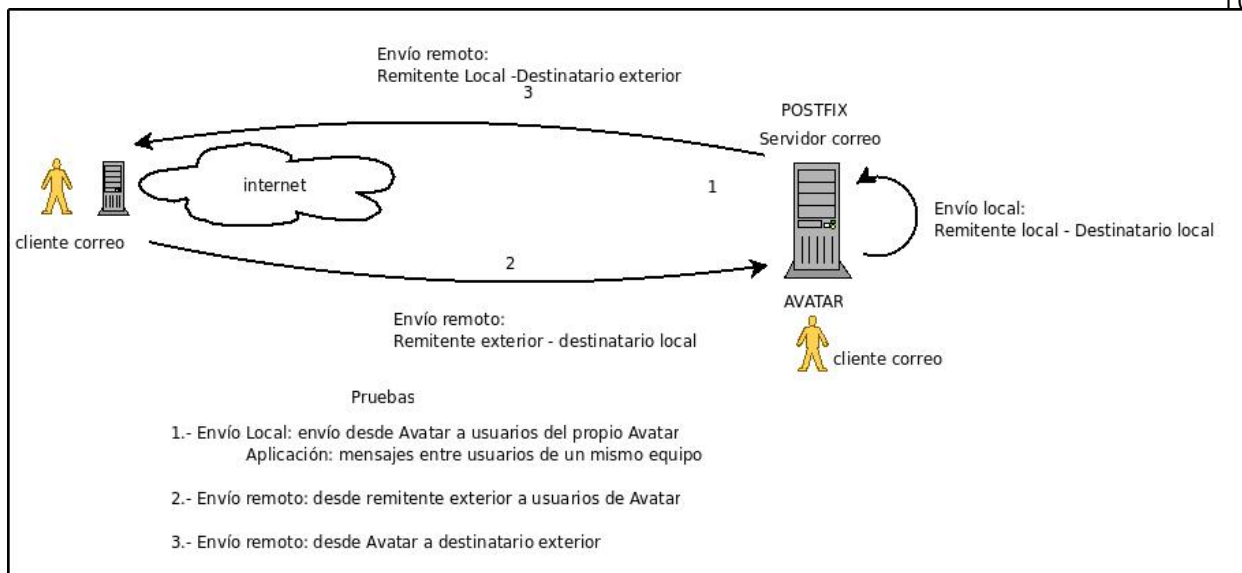 Envío remoto:
Remitente Local -Destinatario exterior
3
POSTFIX
Servidor correo
internet
1
Envío local:
Remitente local - Destinatario local
cliente correo
2
AVATAR
Envío remoto:
Remitente exterior - destinatario local
cliente correo
Pruebas
1.- Envío Local: envío desde Avatar a usuarios del propio Avatar
Aplicación: mensajes entre usuarios de un mismo equipo
2.- Envío remoto: desde remitente exterior a usuarios de Avatar
3.- Envío remoto: desde Avatar a destinatario exterior